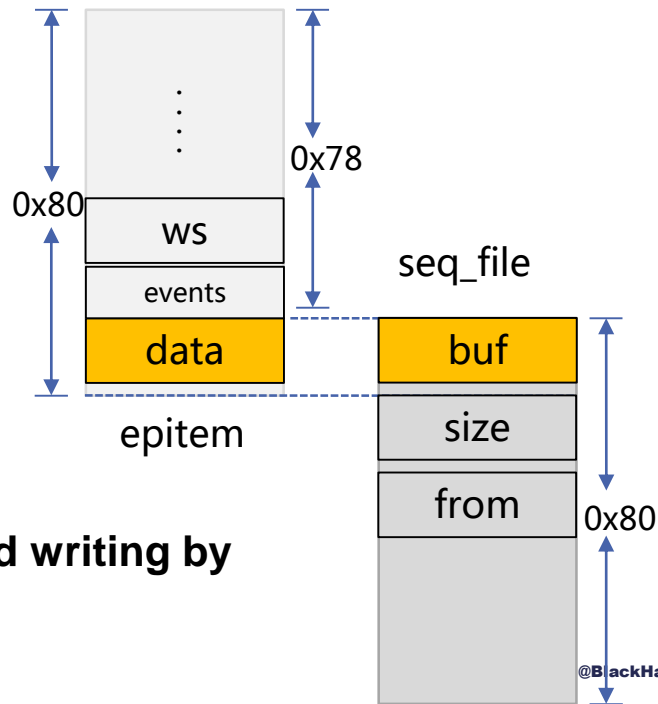 0x80
0x78
ws
events
data
epitem
seq_file
buf
size
from
0x80
d writing by
@BlackHa